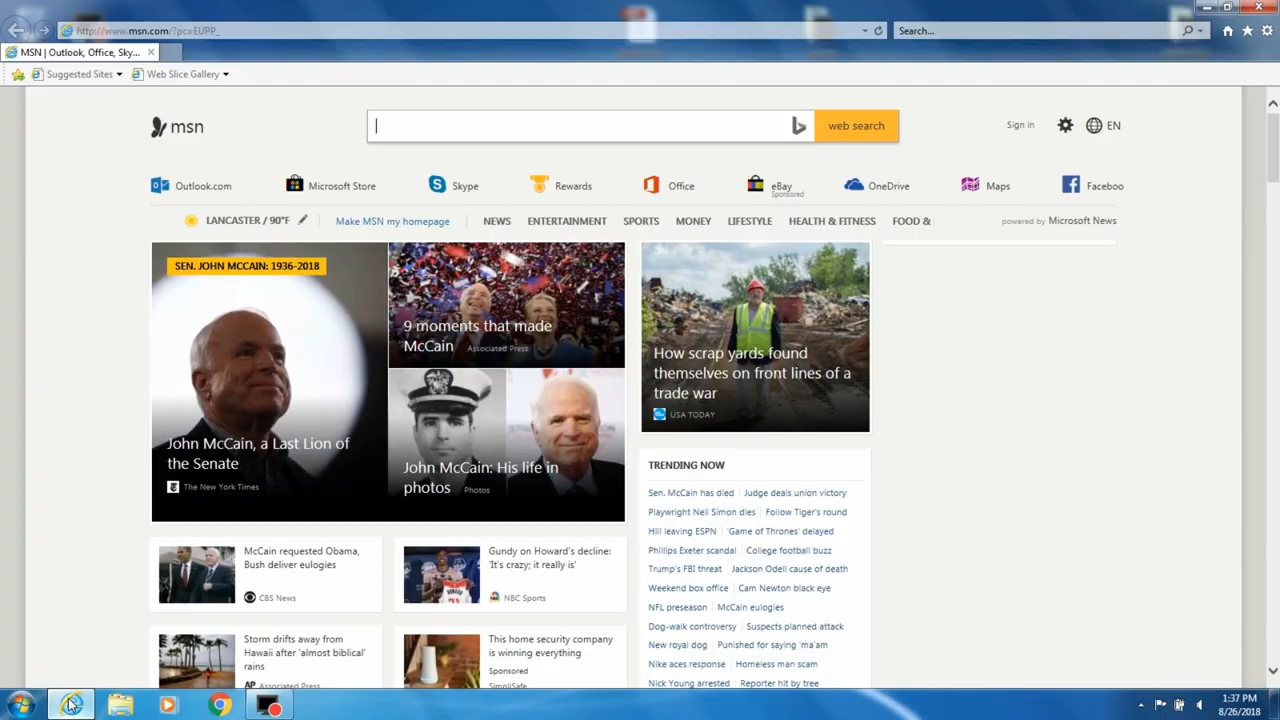 http://www.msn.com/?pc=EUPP_
Search...
MSN | Outlook, Office, Sky...
Suggested Sites
Web Slice Gallery
msn
web search
Sign in
EN
Outlook.com
Microsoft Store
Skype
Rewards
Office
eBay
Sponsored
OneDrive
Maps
Faceboo
LANCASTER / 90°F
Make MSN my homepage
NEWS
ENTERTAINMENT
SPORTS
MONEY
LIFESTYLE
HEALTH & FITNESS
FOOD &
powered by Microsoft News
SEN. JOHN MCCAIN: 1936-2018
John McCain, a Last Lion of
the Senate
The New York Times
9 moments that made
McCain Associated Press
John McCain: His life in
photos Photos
How scrap yards found
themselves on front lines of a
trade war
USA TODAY
TRENDING NOW
Sen. McCain has died | Judge deals union victory
Playwright Neil Simon dies | Follow Tiger's round
Hill leaving ESPN | 'Game of Thrones' delayed
Phillips Exeter scandal | College football buzz
Trump's FBI threat | Jackson Odell cause of death
Weekend box office | Cam Newton black eye
NFL preseason | McCain eulogies
Dog-walk controversy | Suspects planned attack
New royal dog | Punished for saying 'ma'am
Nike aces response | Homeless man scam
Nick Young arrested | Reporter hit by tree
McCain requested Obama,
Bush deliver eulogies
CBS News
Gundy on Howard's decline:
'It's crazy; it really is'
NBC Sports
Storm drifts away from
Hawaii after 'almost biblical'
rains
AP Associated Press
This home security company
is winning everything
Sponsored
SimpliSafe
1:37 PM
8/26/2018